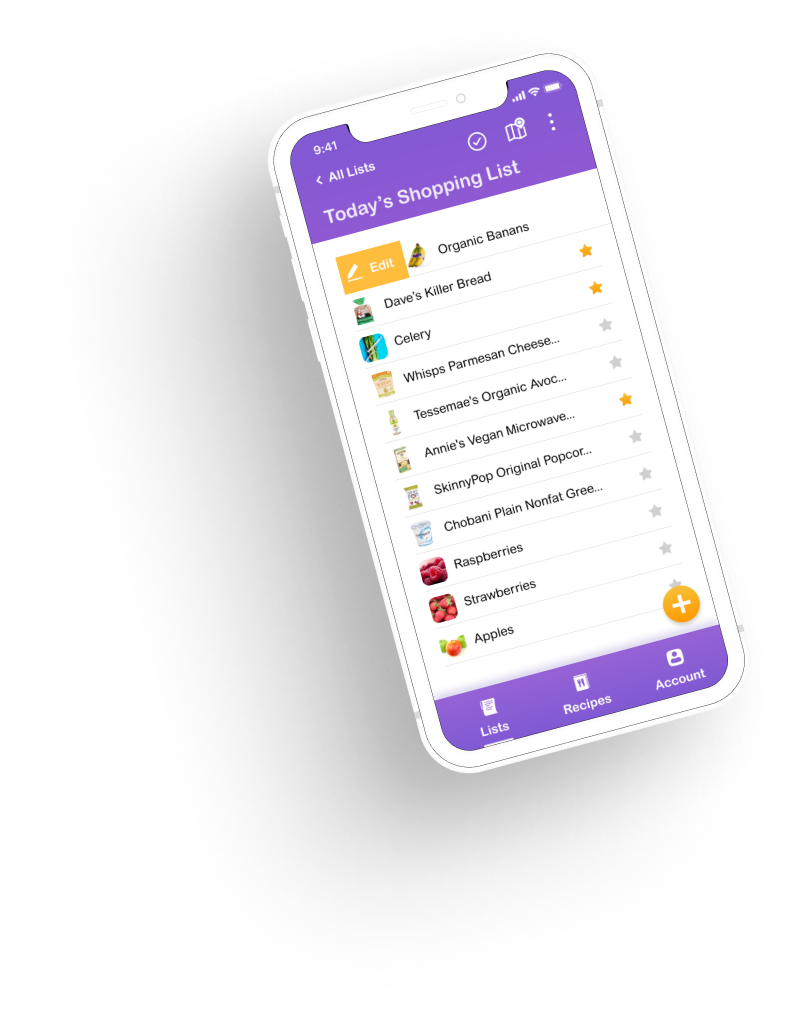 9:41
All Lists
Today's Shopping List
Edit
Organic Banans
Dave's Killer Bread
Celery
Whisps Parmesan Cheese...
Tessemae's Organic Avoc...
Annie's Vegan Microwave...
SkinnyPop Original Popcor...
Chobani Plain Nonfat Gree...
Raspberries
Strawberries
Apples
Lists
Recipes
Account